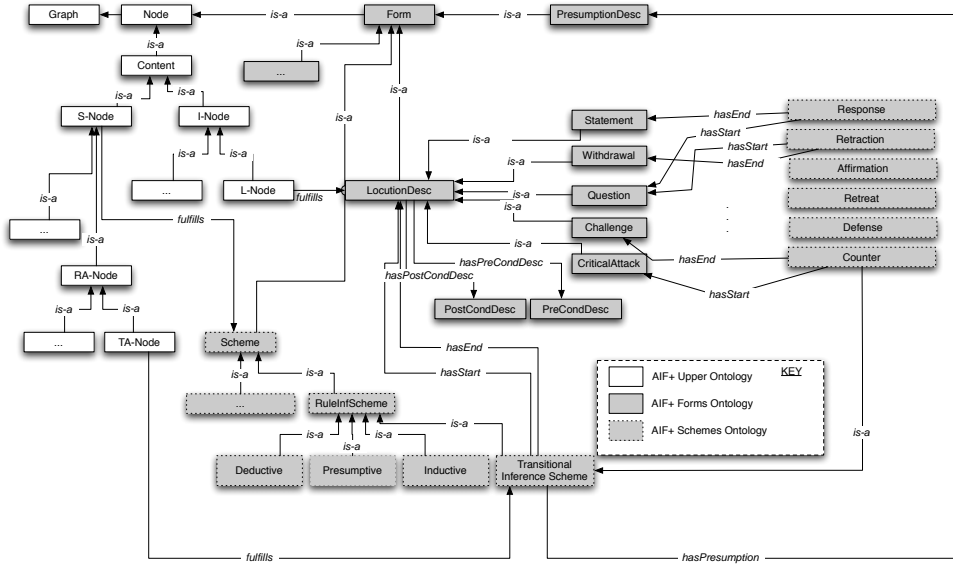 Graph
Node
is-a
Form
is-a
PresumptionDesc
is-a
is-a
...
Content
is-a
is-a
is-a
is-a
S-Node
I-Node
is-a
is-a
...
L-Node
fulfills
LocutionDesc
is-a
Statement
is-a
Withdrawal
is-a
Question
is-a
Challenge
is-a
CriticalAttack
hasEnd
hasStart
hasStart
hasEnd
hasEnd
hasStart
Response
Retraction
Affirmation
Retreat
Defense
Counter
.
.
.
is-a
...
fulfills
is-a
RA-Node
is-a
is-a
...
TA-Node
hasPreCondDesc
hasPostCondDesc
PostCondDesc
PreCondDesc
Scheme
is-a
is-a
...
RuleInfScheme
hasEnd
hasStart
is-a
is-a
is-a
is-a
Deductive
Presumptive
Inductive
Transitional
Inference Scheme
KEY
AIF+ Upper Ontology
AIF+ Forms Ontology
AIF+ Schemes Ontology
is-a
fulfills
hasPresumption